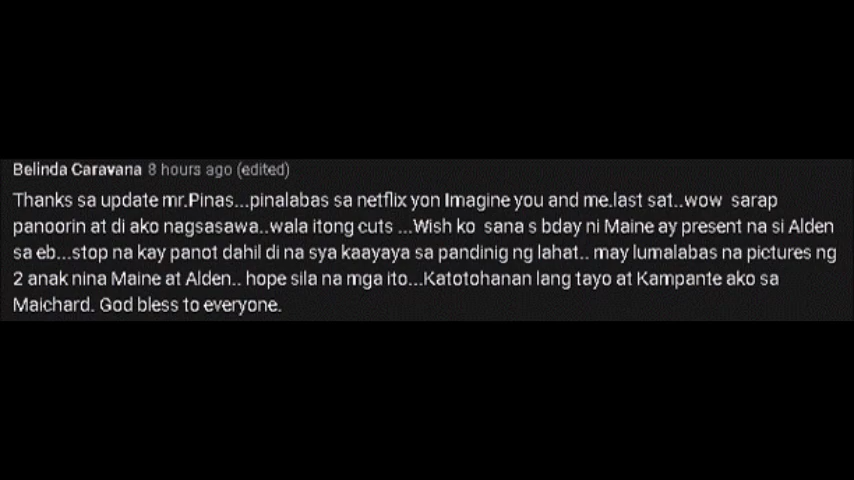 Belinda Caravana 8 hours ago (edited)
Thanks sa update mr.Pinas...pinalabas sa netflix yon Imagine you and me.last sat..wow sarap
panoorin at di ako nagsasawa..wala itong cuts ...Wish ko sana s bday ni Maine ay present na si Alden
sa eb...stop na kay panot dahil di na sya kaayaya sa pandinig ng lahat.. may lumalabas na pictures ng
2 anak nina Maine at Alden.. hope sila na mga ito...Katotohanan lang tayo at Kampante ako sa
Maichard. God bless to everyone.